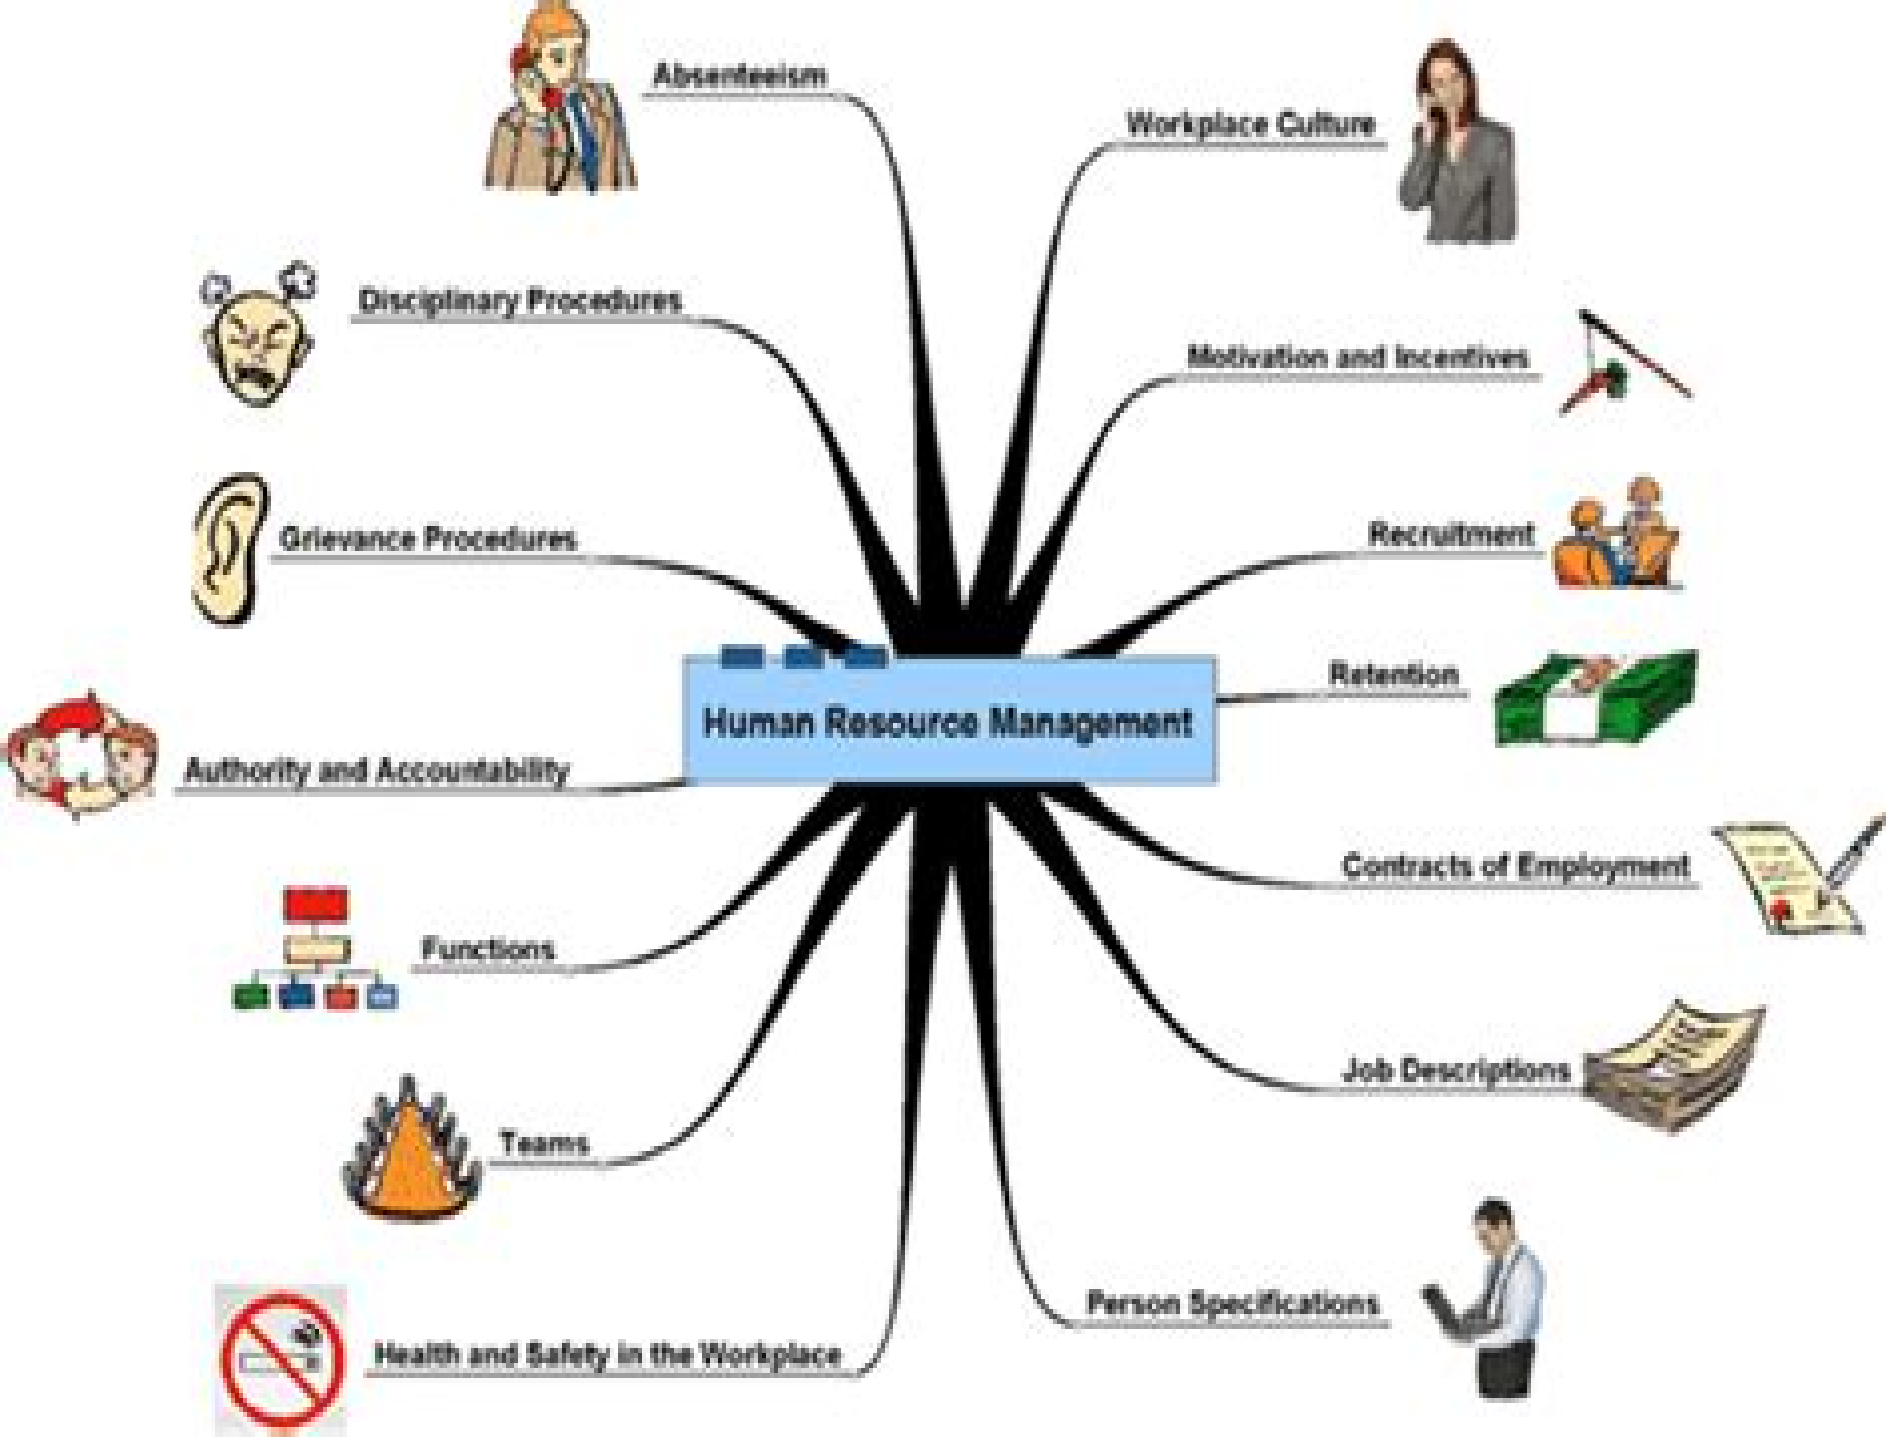 Absenteeism
Workplace Culture
Disciplinary Procedures
Motivation and Incentives
Grievance Procedures
Recruitment
Retention
Human Resource Management
Authority and Accountability
Contracts of Employment
Functions
Job Descriptions
Teams
Person Specifications
Health and Safety in the Workplace